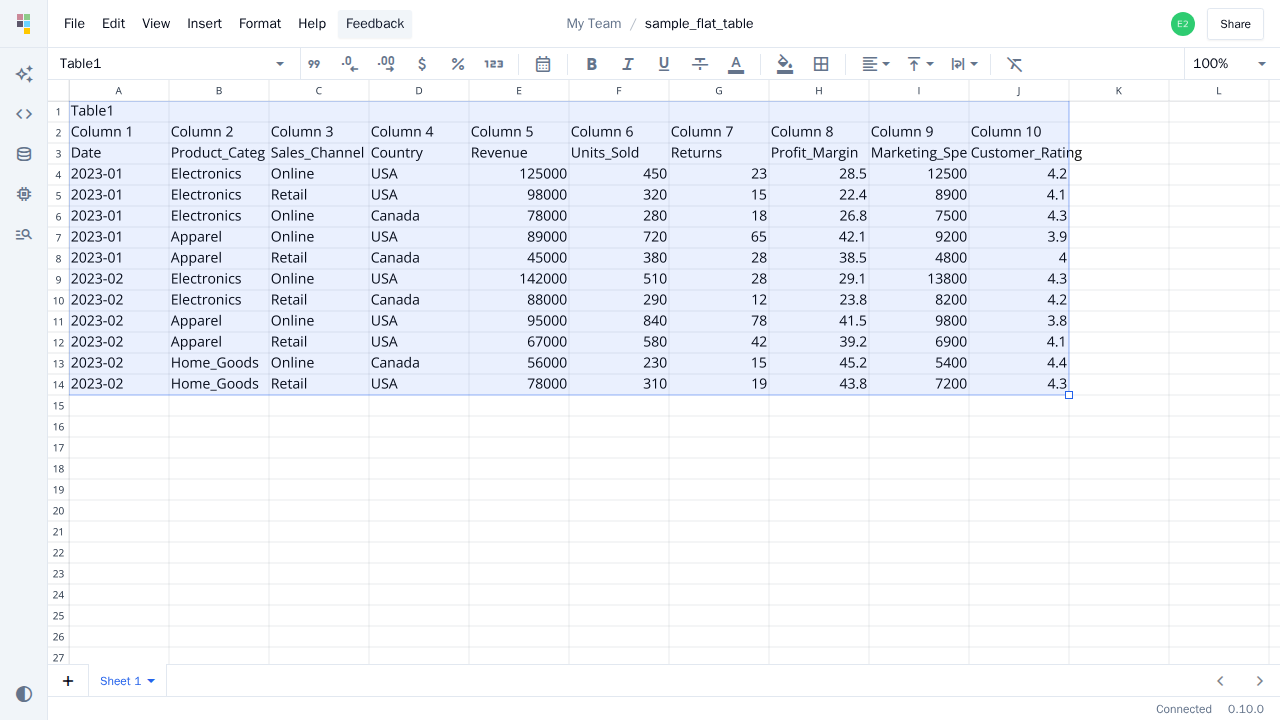 File Edit View Insert Format Help Feedback My Team / sample_flat_table E2 Share
Table1 99 .0 .00 $ % 123 B I U T A 100%
A B C D E F G H I J K L
1 Table1
2 Column 1 Column 2 Column 3 Column 4 Column 5 Column 6 Column 7 Column 8 Column 9 Column 10
3 Date Product_Categ Sales_Channel Country Revenue Units_Sold Returns Profit_Margin Marketing_Spe Customer_Rating
4 2023-01 Electronics Online USA 125000 450 23 28.5 12500 4.2
5 2023-01 Electronics Retail USA 98000 320 15 22.4 8900 4.1
6 2023-01 Electronics Online Canada 78000 280 18 26.8 7500 4.3
7 2023-01 Apparel Online USA 89000 720 65 42.1 9200 3.9
8 2023-01 Apparel Retail Canada 45000 380 28 38.5 4800 4
9 2023-02 Electronics Online USA 142000 510 28 29.1 13800 4.3
10 2023-02 Electronics Retail Canada 88000 290 12 23.8 8200 4.2
11 2023-02 Apparel Online USA 95000 840 78 41.5 9800 3.8
12 2023-02 Apparel Retail USA 67000 580 42 39.2 6900 4.1
13 2023-02 Home_Goods Online Canada 56000 230 15 45.2 5400 4.4
14 2023-02 Home_Goods Retail USA 78000 310 19 43.8 7200 4.3
15
16
17
18
19
20
21
22
23
24
25
26
27
+ Sheet 1
Connected 0.10.0